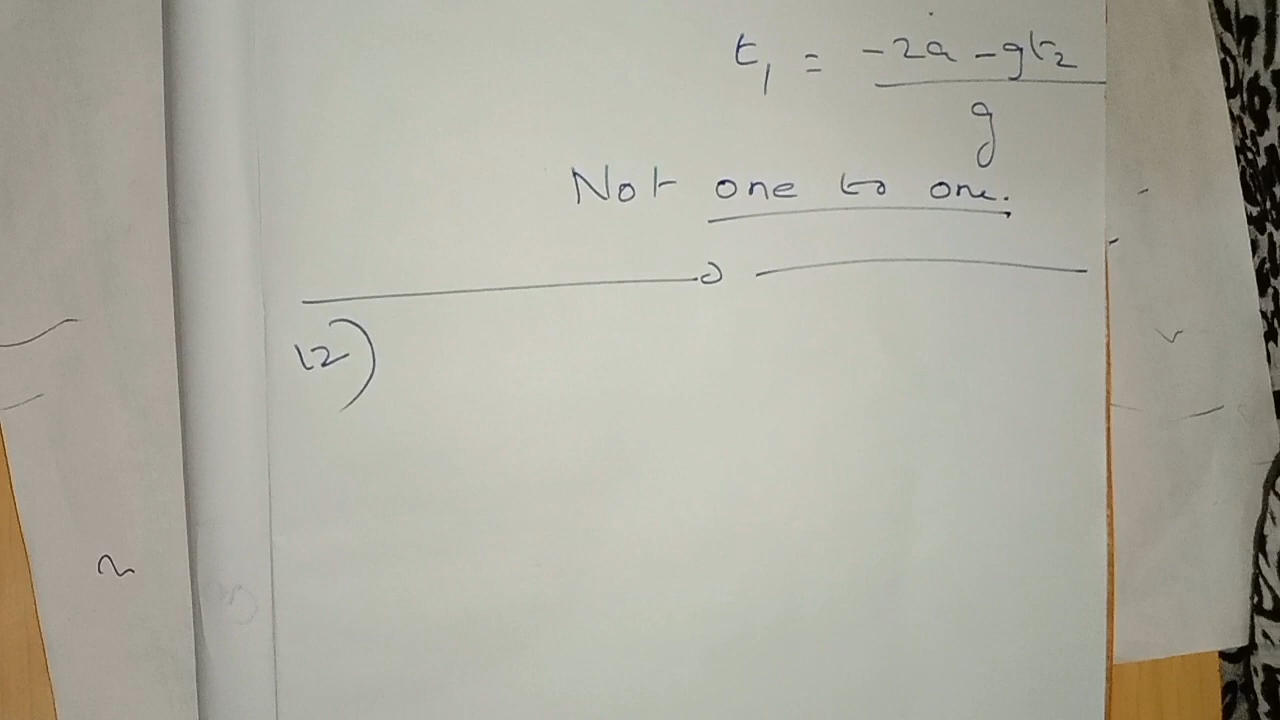 t₁ = -2a - gt₂
g
Not one to one.
12)